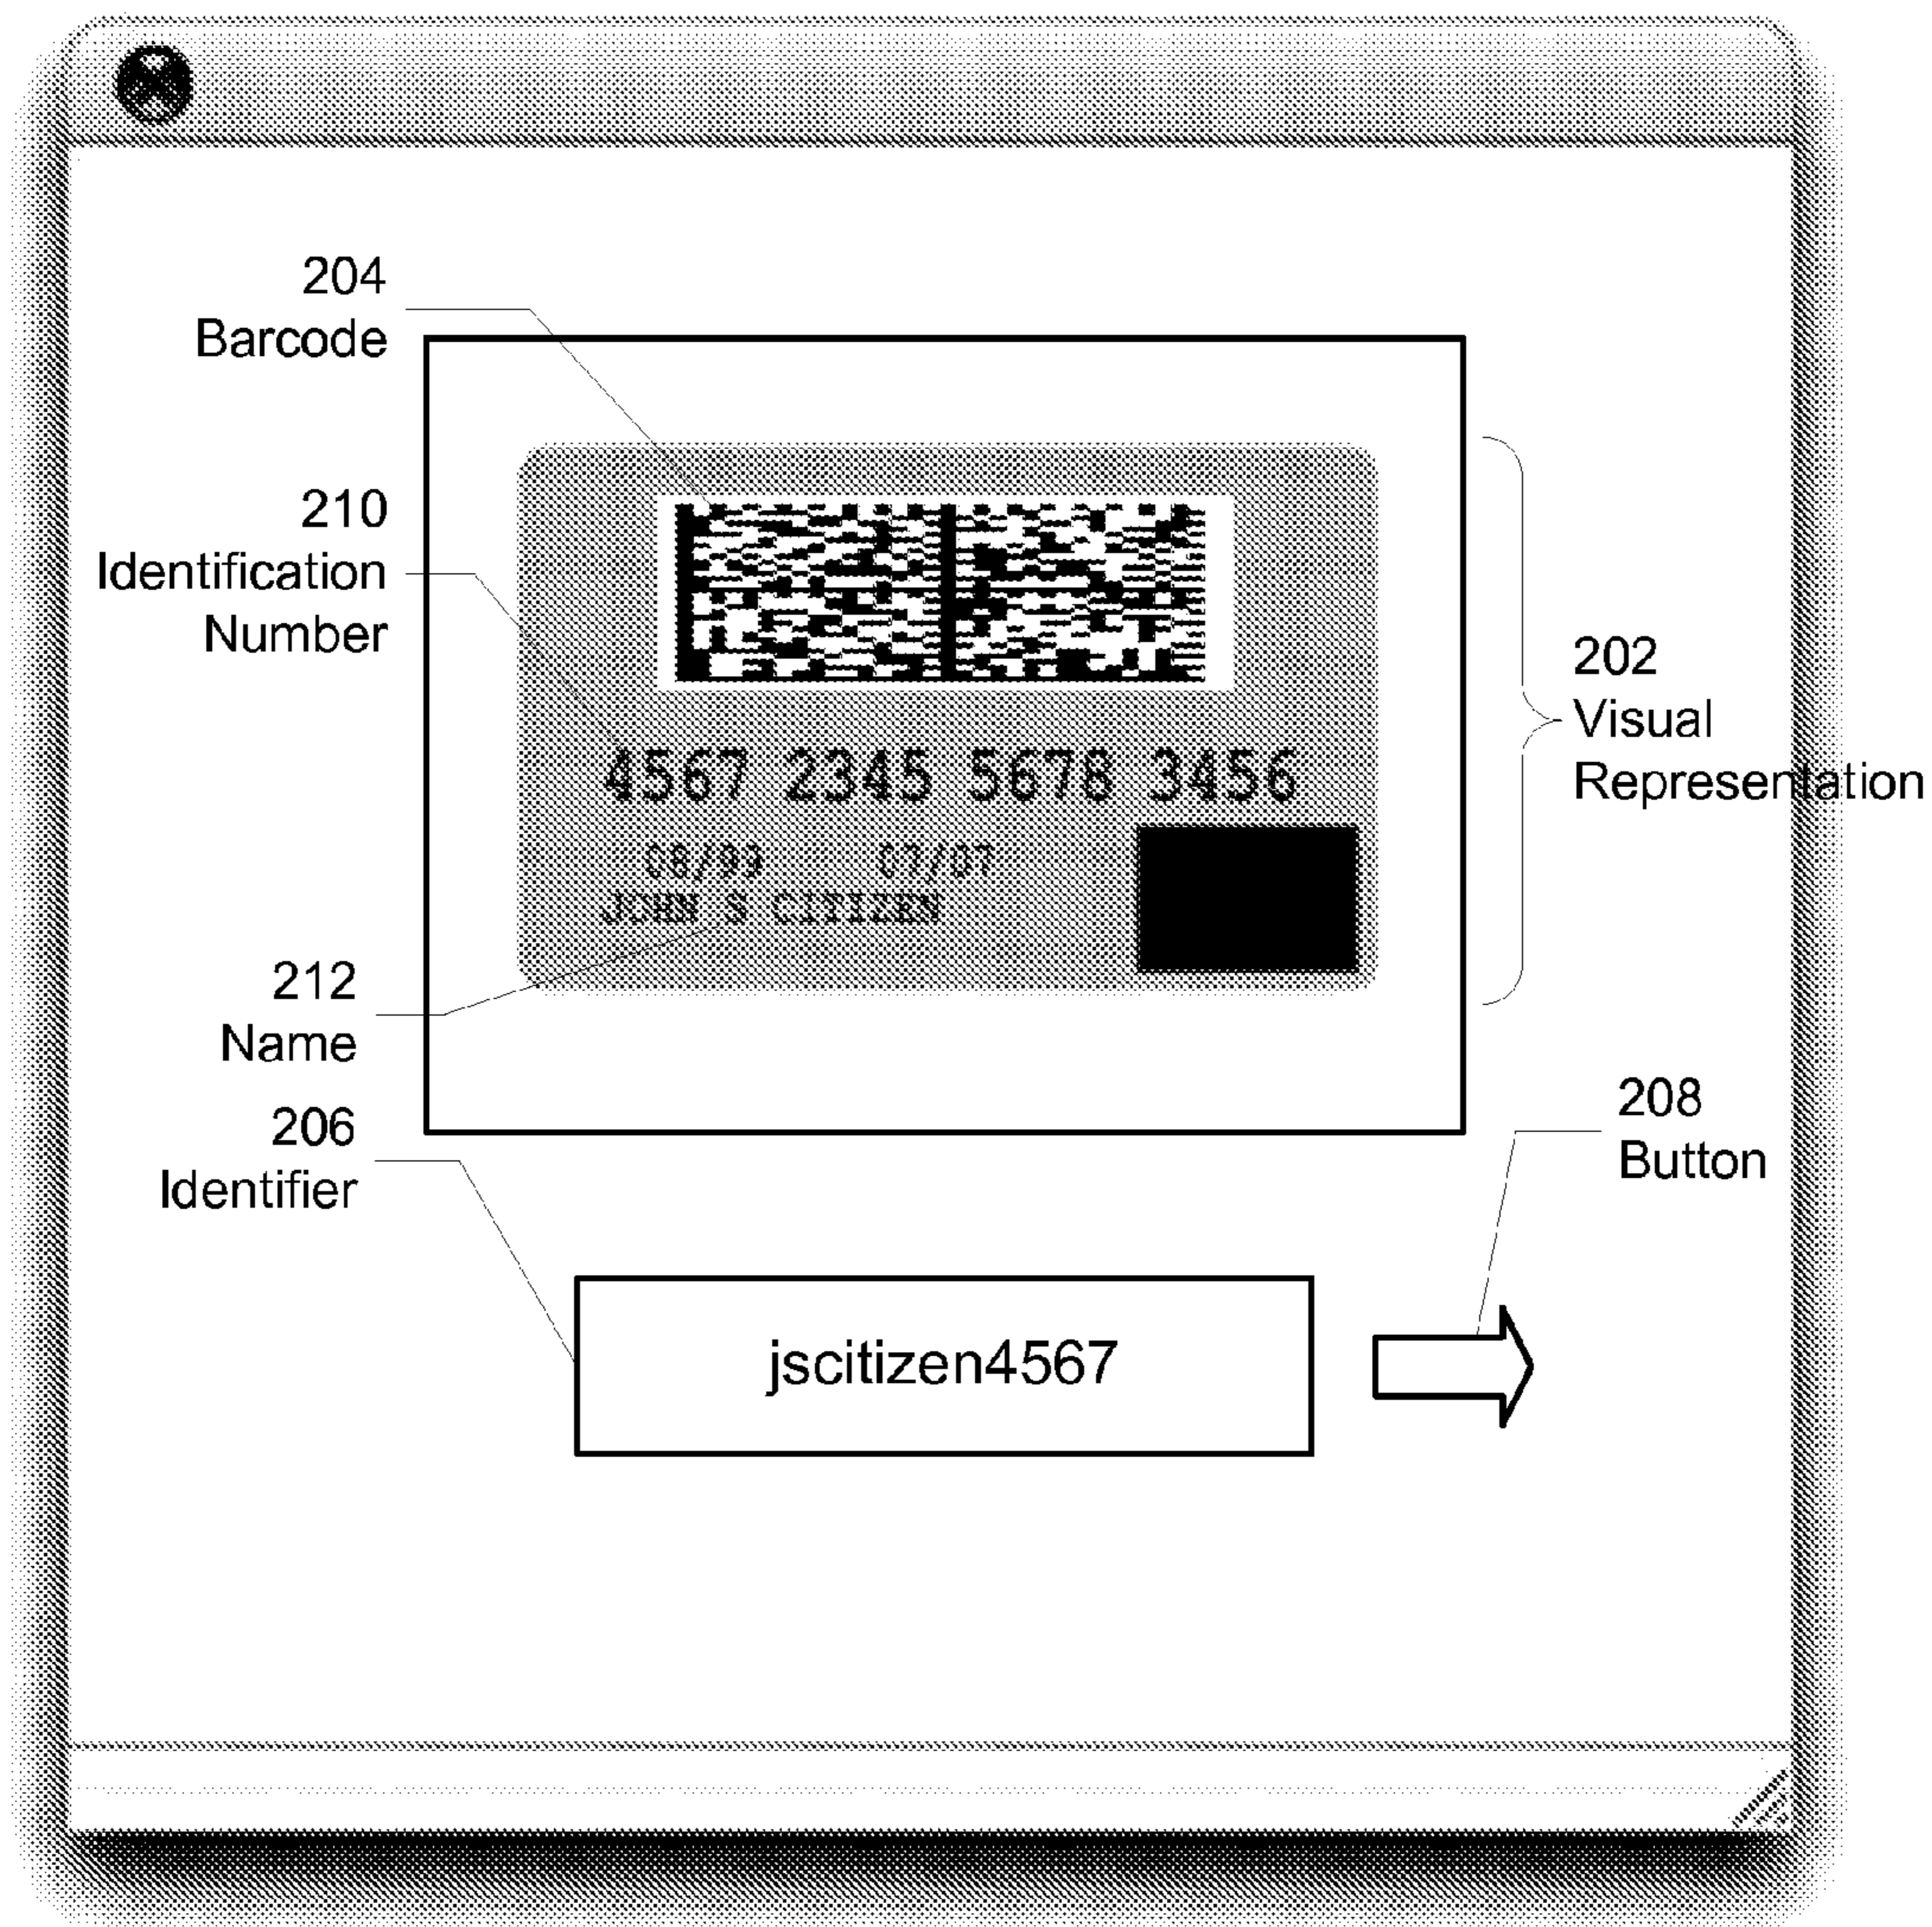 204
Barcode
210
Identification
Number
4567 2345 5678 3456
08/99 07/07
JOHN S CITIZEN
202
Visual
Representation
212
Name
206
Identifier
208
Button
jscitizen4567